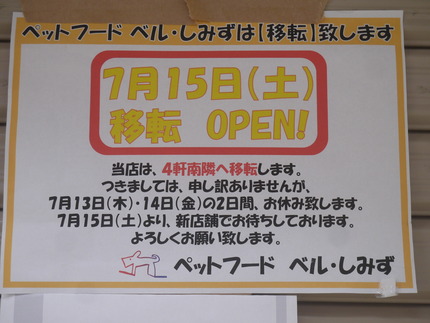 ペットフード ベル・しみずは【移転】致します
7月15日(土)
移転 OPEN!
当店は、4軒南隣へ移転します。
つきましては、申し訳ありませんが、
7月13日(木)・14日(金)の2日間、お休み致します。
7月15日(土)より、新店舗でお待ちしております。
よろしくお願い致します。
ペットフード ベル・しみず